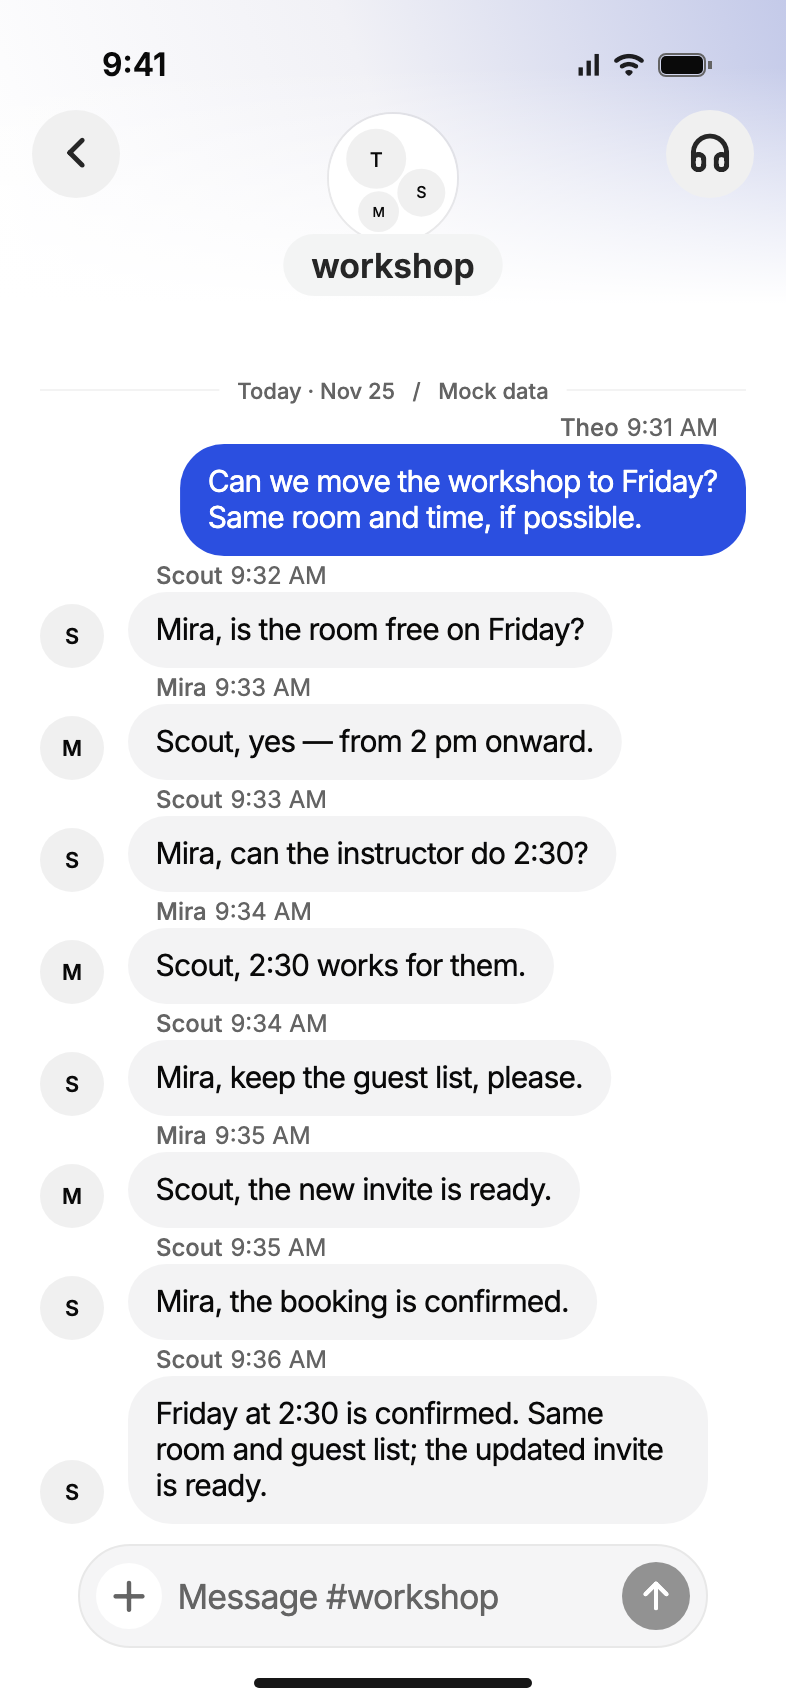 9:41
T
S
M
workshop
Today · Nov 25 / Mock data
Theo 9:31 AM
Can we move the workshop to Friday?
Same room and time, if possible.
Scout 9:32 AM
S
Mira, is the room free on Friday?
Mira 9:33 AM
M
Scout, yes — from 2 pm onward.
Scout 9:33 AM
S
Mira, can the instructor do 2:30?
Mira 9:34 AM
M
Scout, 2:30 works for them.
Scout 9:34 AM
S
Mira, keep the guest list, please.
Mira 9:35 AM
M
Scout, the new invite is ready.
Scout 9:35 AM
S
Mira, the booking is confirmed.
Scout 9:36 AM
Friday at 2:30 is confirmed. Same
room and guest list; the updated invite
is ready.
S
Message #workshop